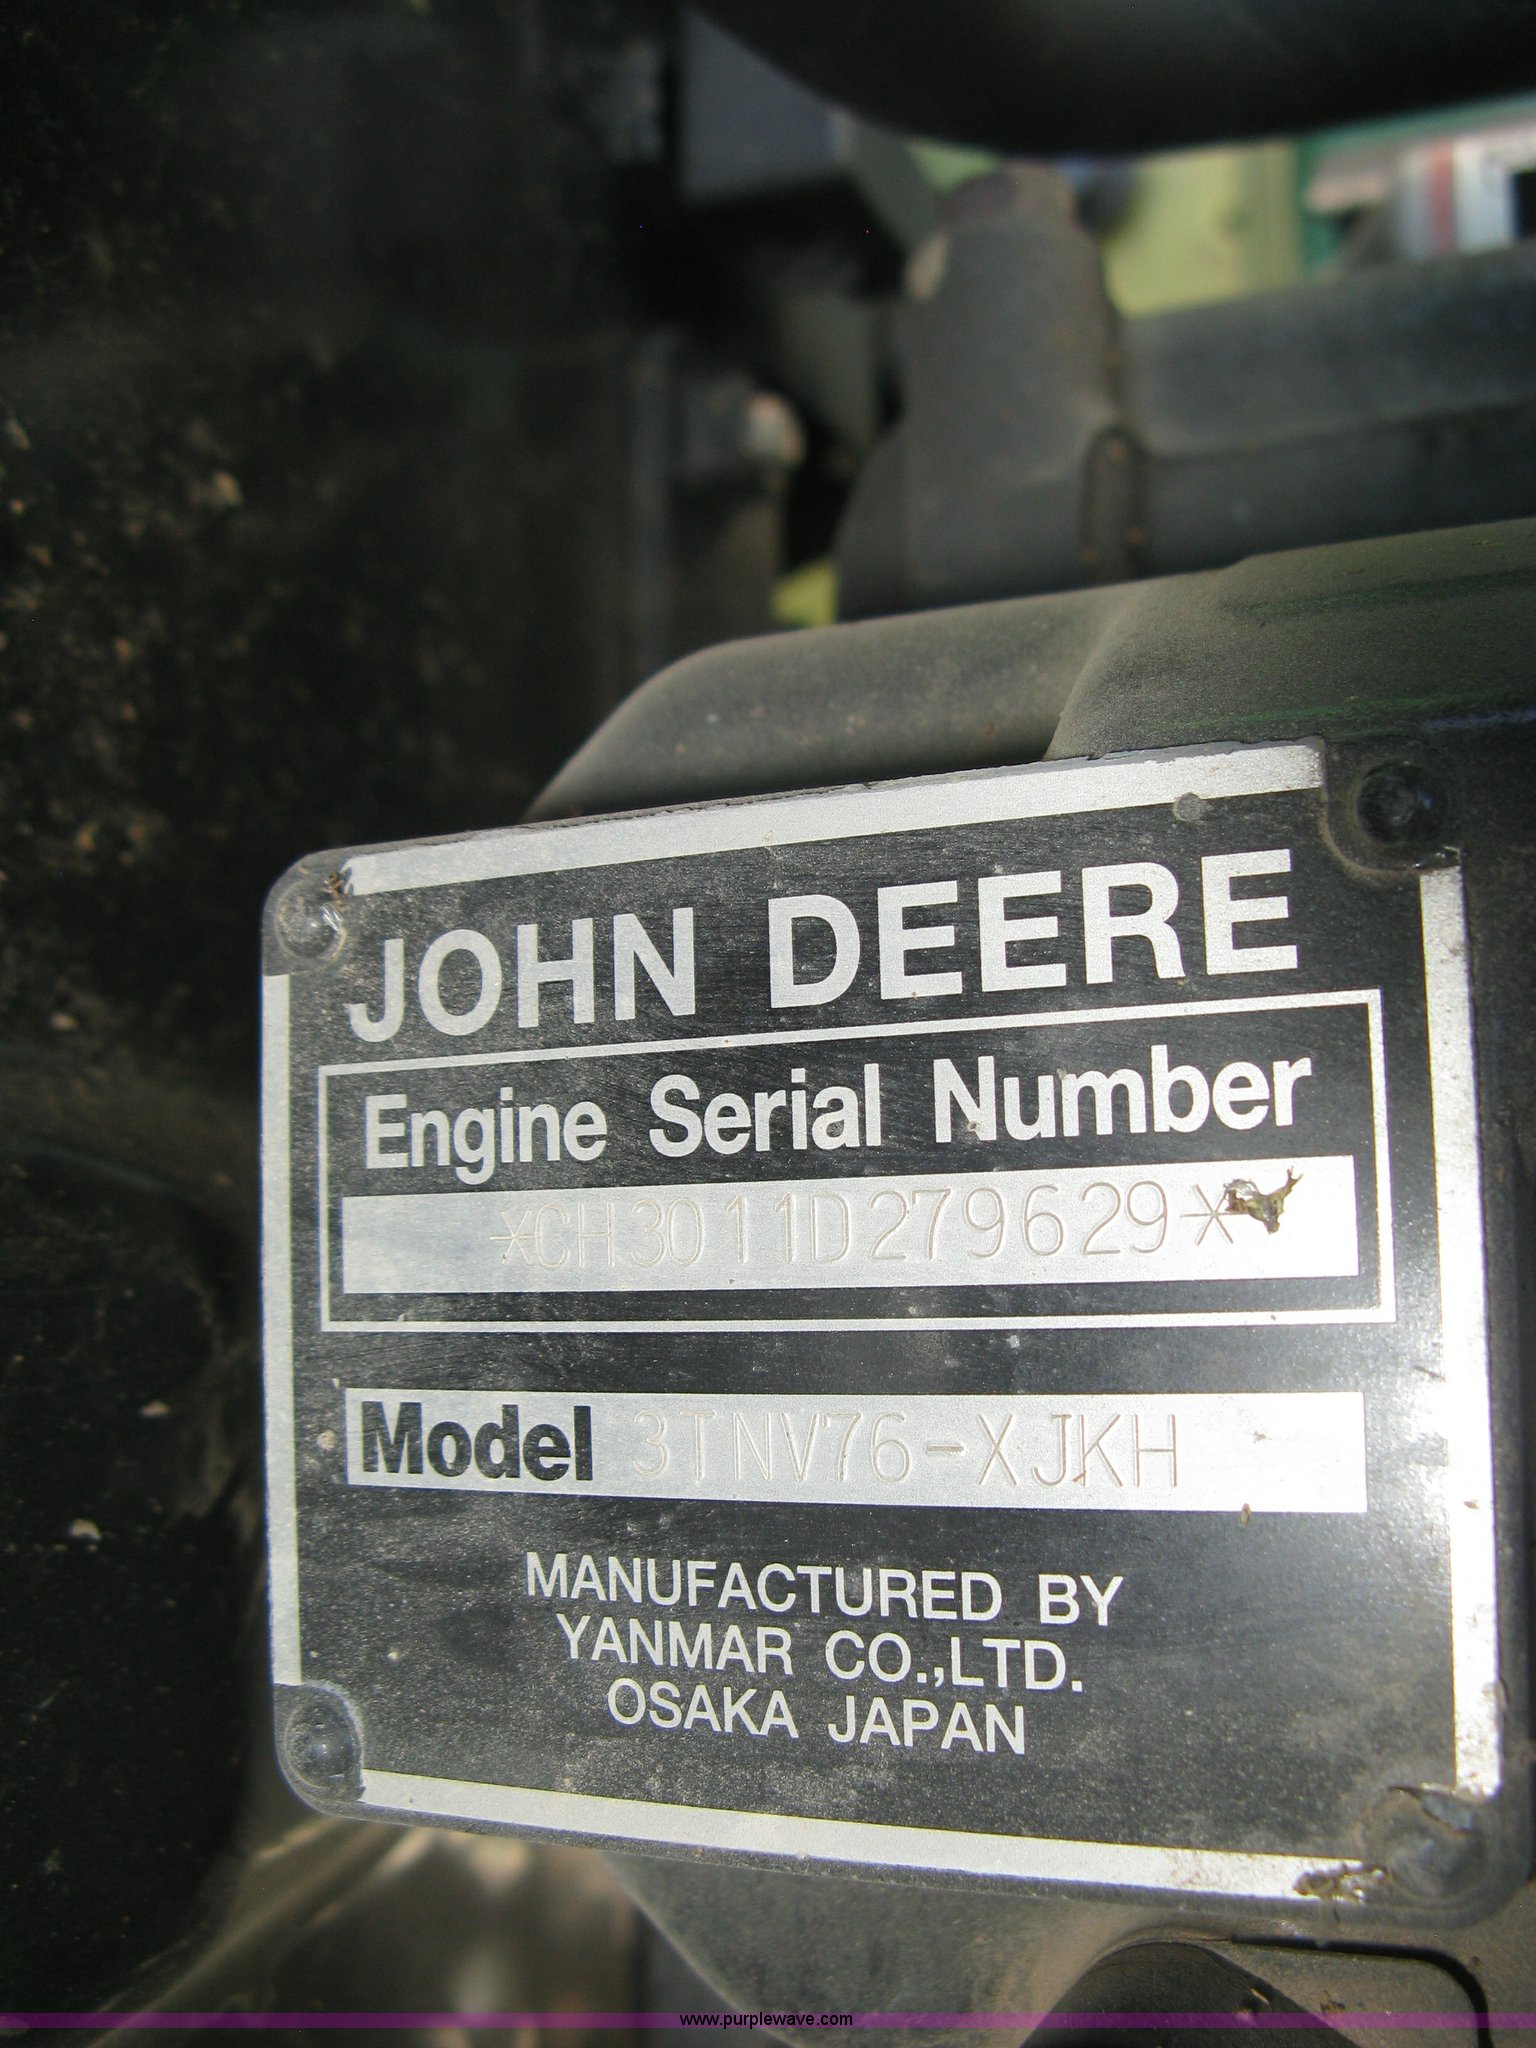 JOHN DEERE
Engine Serial Number
*CH3011D279629*
Model 3TNV76-XJKH
MANUFACTURED BY
YANMAR CO.,LTD.
OSAKA JAPAN
www.purplewave.com